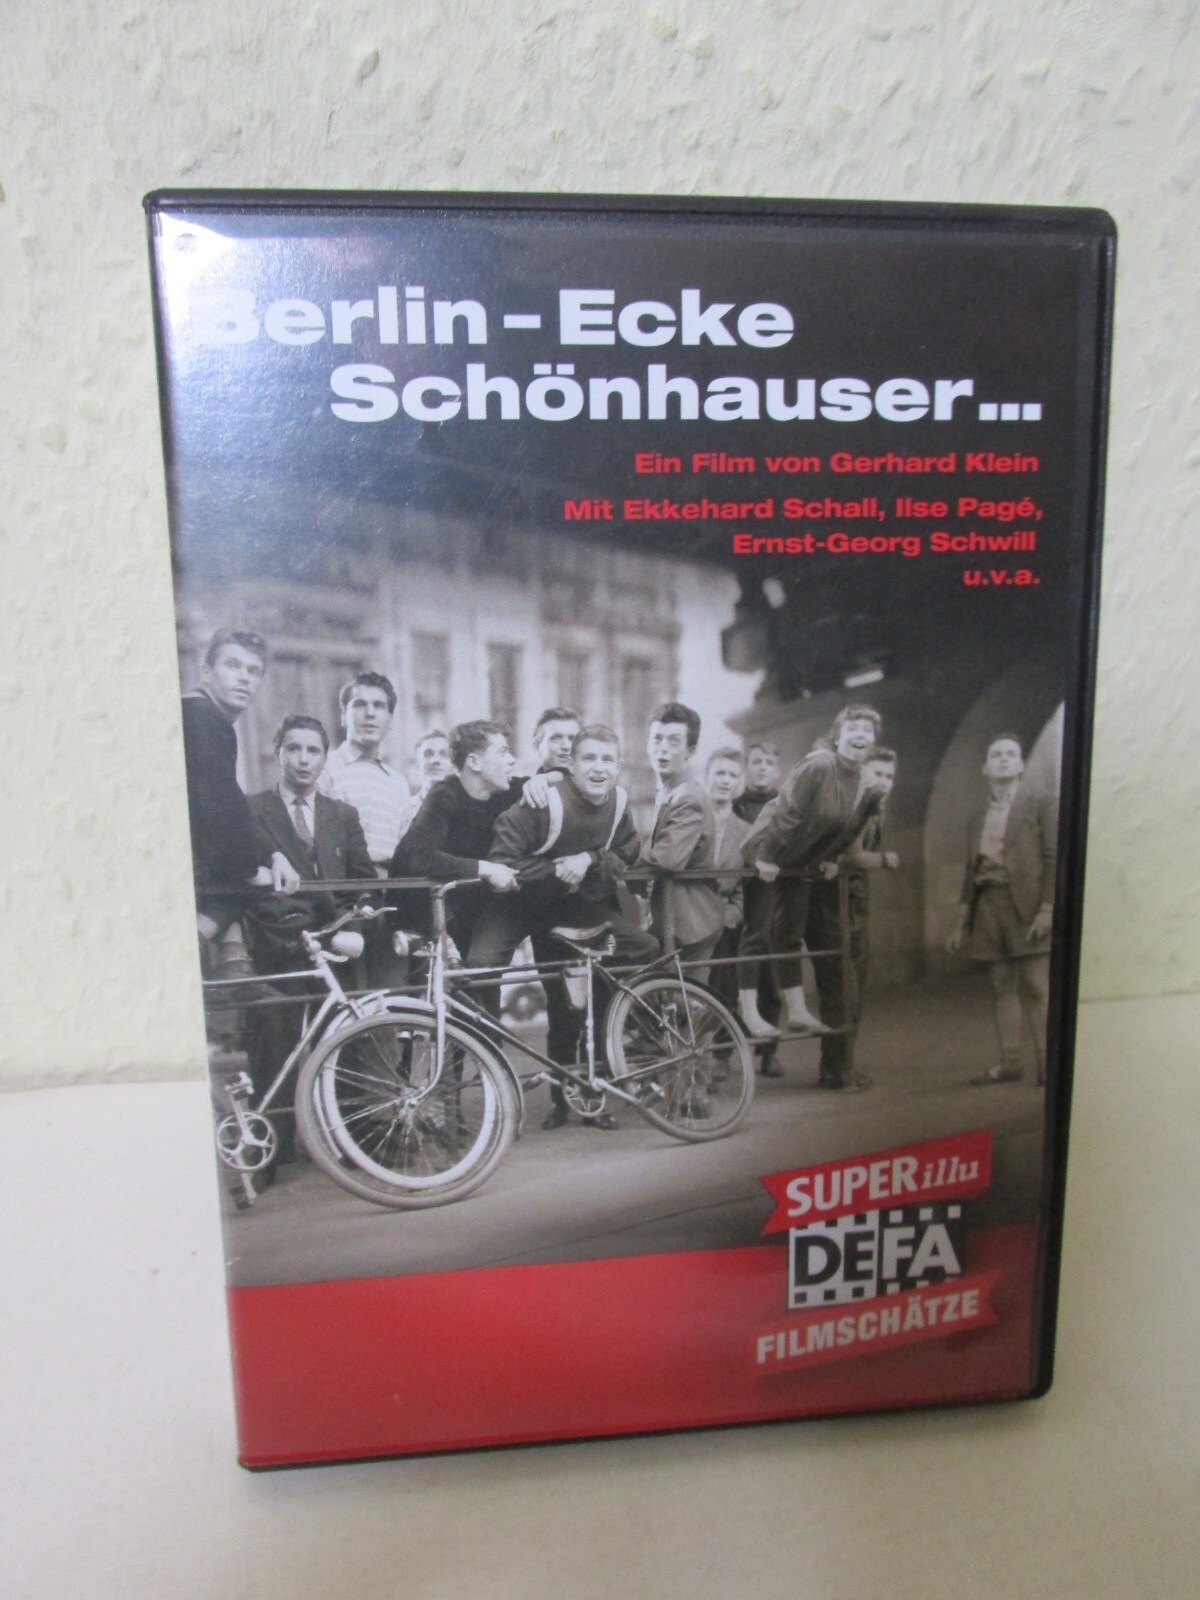 Berlin - Ecke
Schönhauser...
Ein Film von Gerhard Klein
Mit Ekkehard Schall, Ilse Pagé,
Ernst-Georg Schwill
u.v.a.
SUPERillu
DEFA
FILMSCHÄTZE